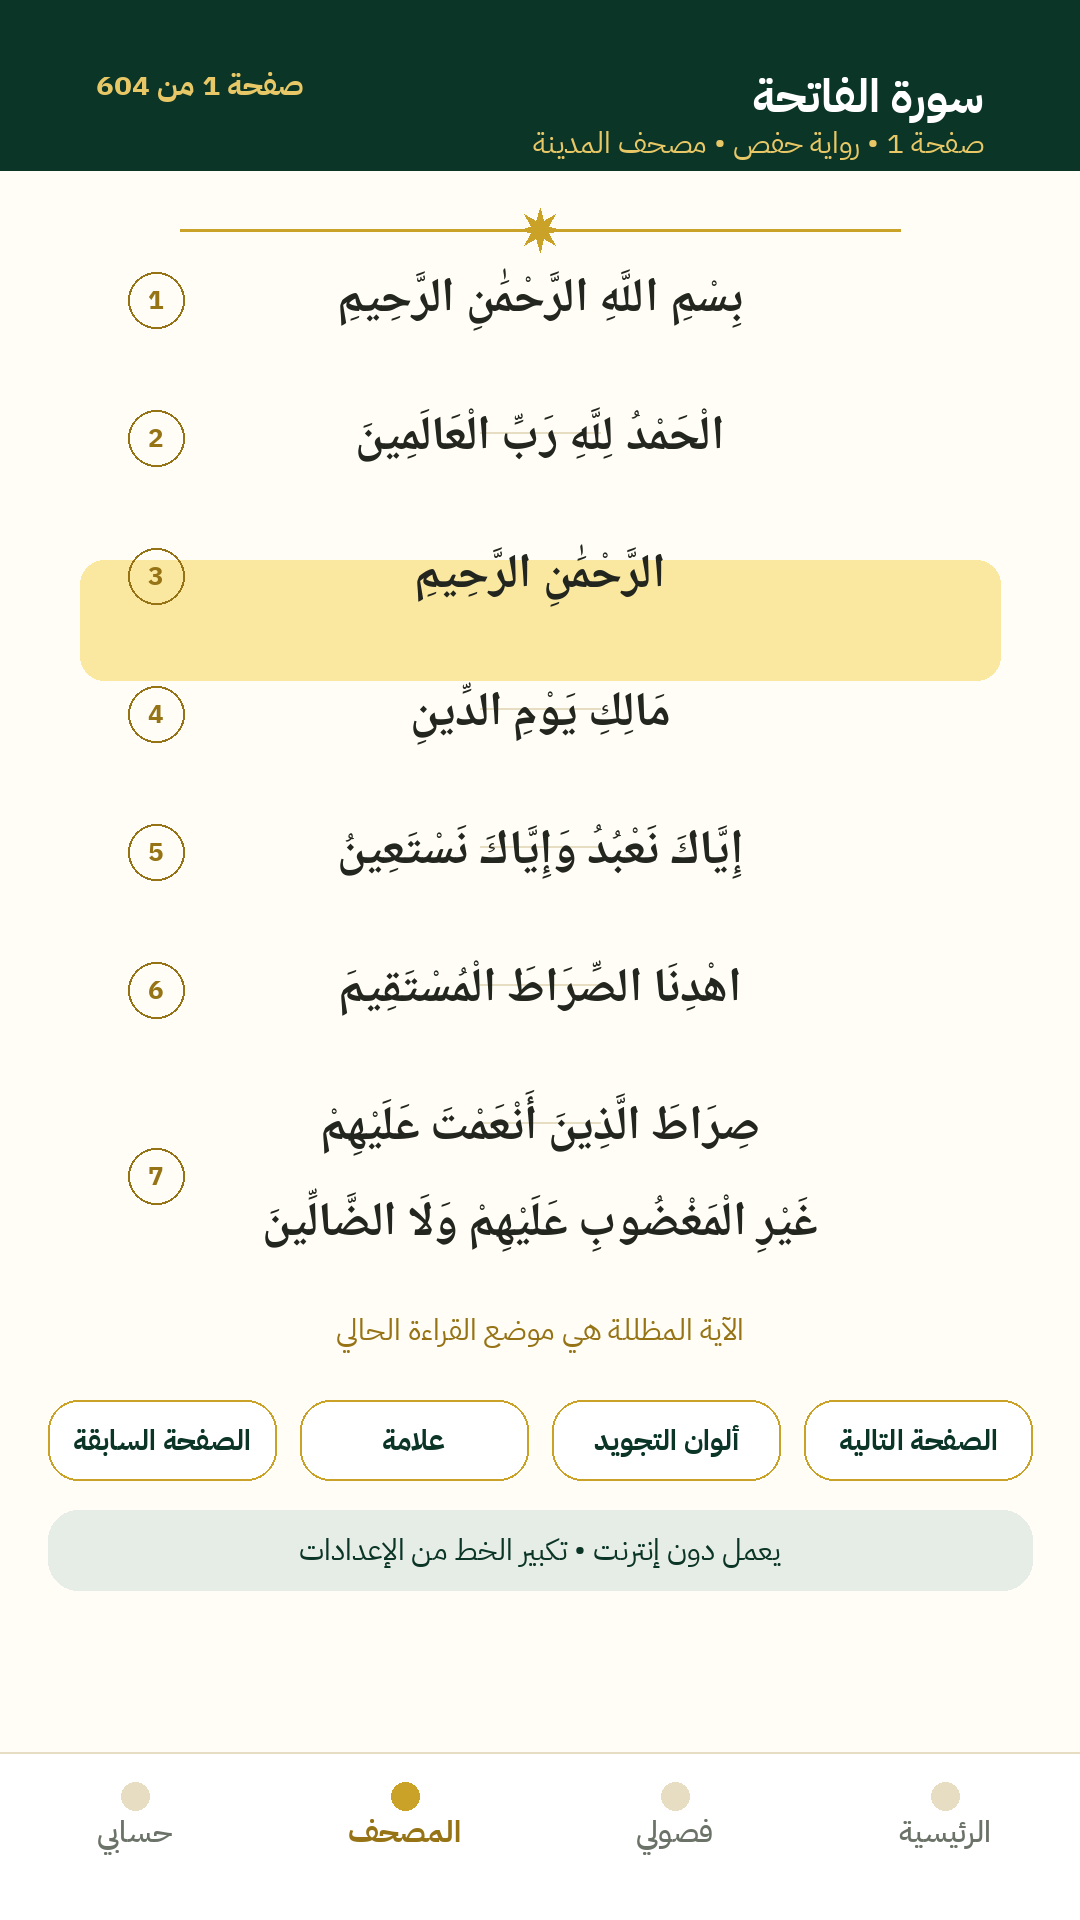 سورة الفاتحة
صفحة 1 من 604
صفحة 1 • رواية حفص • مصحف المدينة
بِسْمِ اللَّهِ الرَّحْمَٰنِ الرَّحِيمِ 1
الْحَمْدُ لِلَّهِ رَبِّ الْعَالَمِينَ 2
الرَّحْمَٰنِ الرَّحِيمِ 3
مَالِكِ يَوْمِ الدِّينِ 4
إِيَّاكَ نَعْبُدُ وَإِيَّاكَ نَسْتَعِينُ 5
اهْدِنَا الصِّرَاطَ الْمُسْتَقِيمَ 6
صِرَاطَ الَّذِينَ أَنْعَمْتَ عَلَيْهِمْ
غَيْرِ الْمَغْضُوبِ عَلَيْهِمْ وَلَا الضَّالِّينَ 7
الآية المظللة هي موضع القراءة الحالي
الصفحة التالية ألوان التجويد علامة الصفحة السابقة
يعمل دون إنترنت • تكبير الخط من الإعدادات
الرئيسية فصولي المصحف حسابي